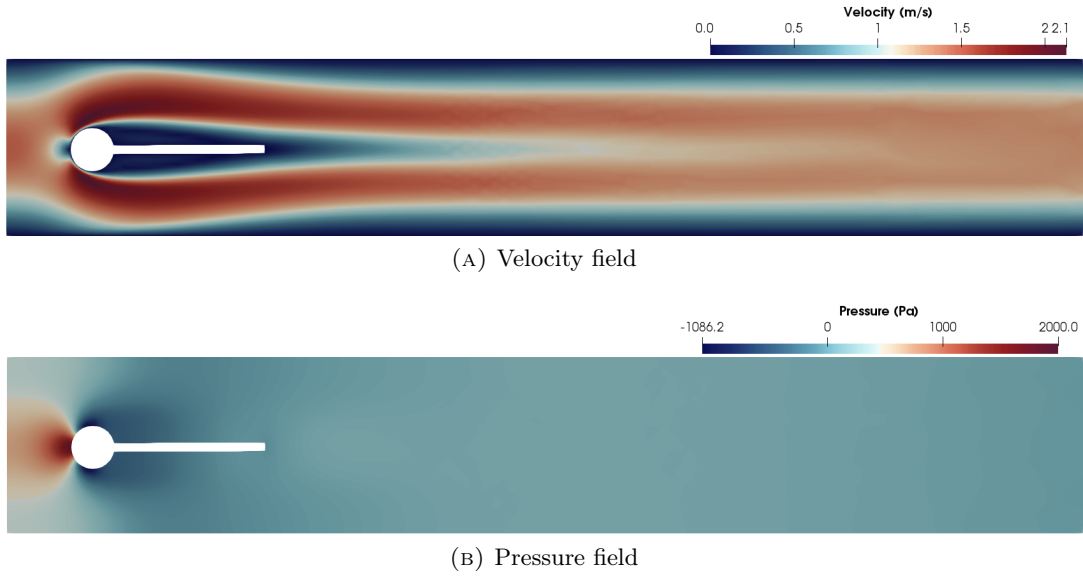 Velocity (m/s)
0.0 0.5 1 1.5 2 2.1
(A) Velocity field
Pressure (Pa)
-1086.2 0 1000 2000.0
(B) Pressure field